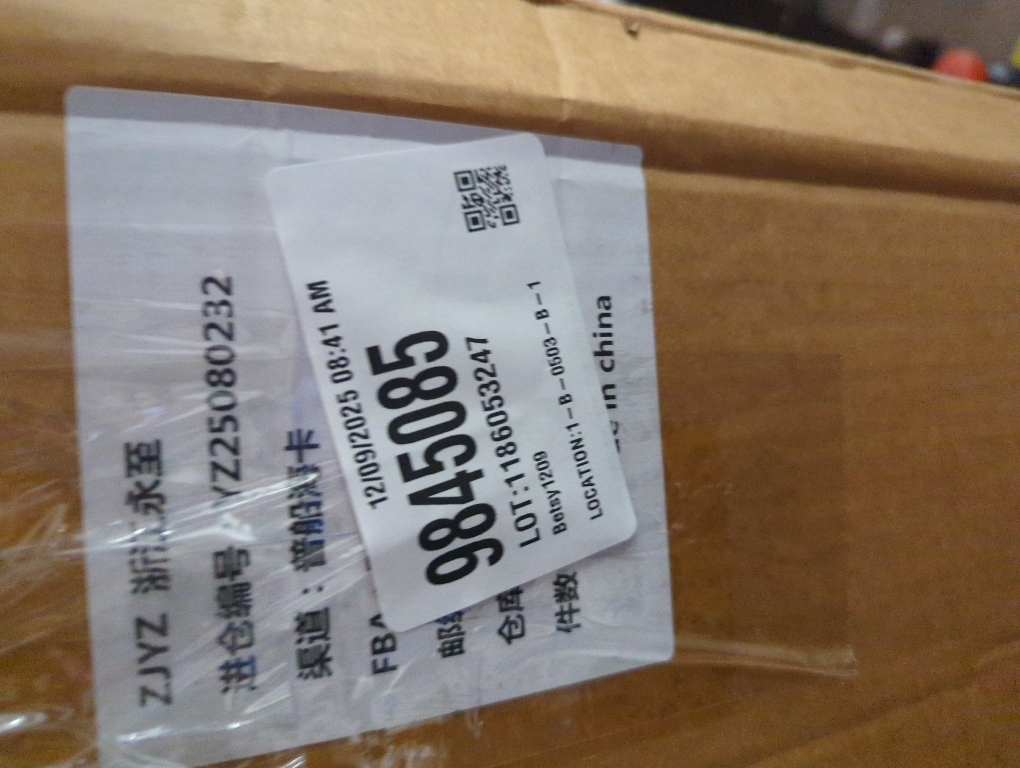 ZJYZ 浙江永至
进仓编号 YZ25080232
渠道：普船海卡
FBA
仓库
件数
in china
12/09/2025 08:41 AM
9845085
LOT:1186053247
Betsy1209
LOCATION:1-B-0503-B-1